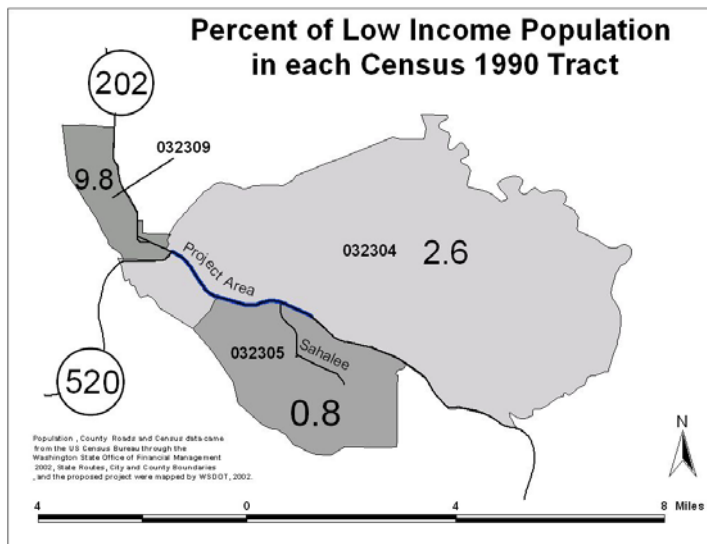 Percent of Low Income Population
in each Census 1990 Tract
202
032309
9.8
032304 2.6
Project Area
032305
Sahalee
520
0.8
Population , County Roads and Census data came
from the US Census Bureau through the
Washington State Office of Financial Management
2002, State Routes, City and County Boundaries
, and the proposed project were mapped by WSDOT, 2002.
N
4 0 4 8 Miles